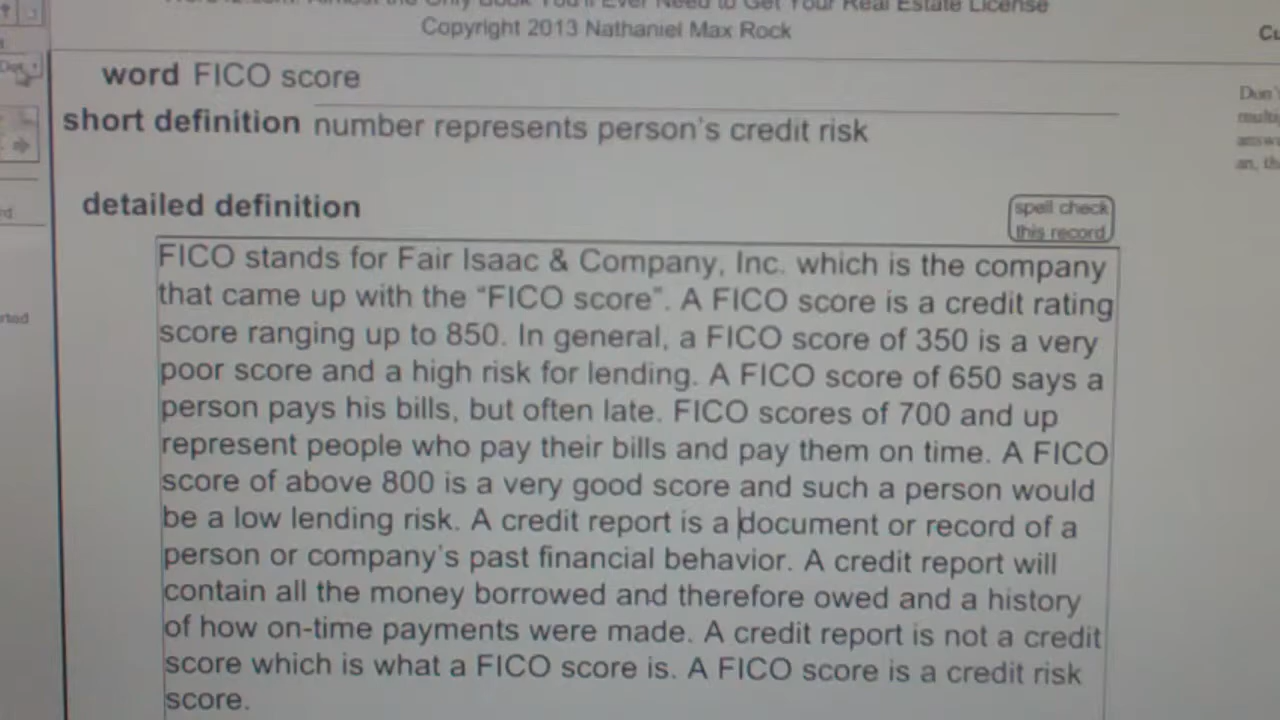 to Get Your Real Estate License
Copyright 2013 Nathaniel Max Rock
word FICO score
short definition number represents person's credit risk
detailed definition
spell check
this record
FICO stands for Fair Isaac & Company, Inc. which is the company
that came up with the "FICO score". A FICO score is a credit rating
score ranging up to 850. In general, a FICO score of 350 is a very
poor score and a high risk for lending. A FICO score of 650 says a
person pays his bills, but often late. FICO scores of 700 and up
represent people who pay their bills and pay them on time. A FICO
score of above 800 is a very good score and such a person would
be a low lending risk. A credit report is a document or record of a
person or company's past financial behavior. A credit report will
contain all the money borrowed and therefore owed and a history
of how on-time payments were made. A credit report is not a credit
score which is what a FICO score is. A FICO score is a credit risk
score.